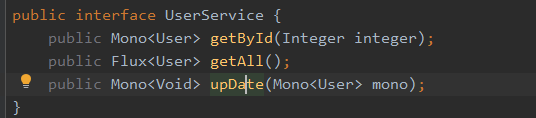 public interface UserService {
public Mono<User> getById(Integer integer);
public Flux<User> getAll();
public Mono<Void> upDate(Mono<User> mono);
}